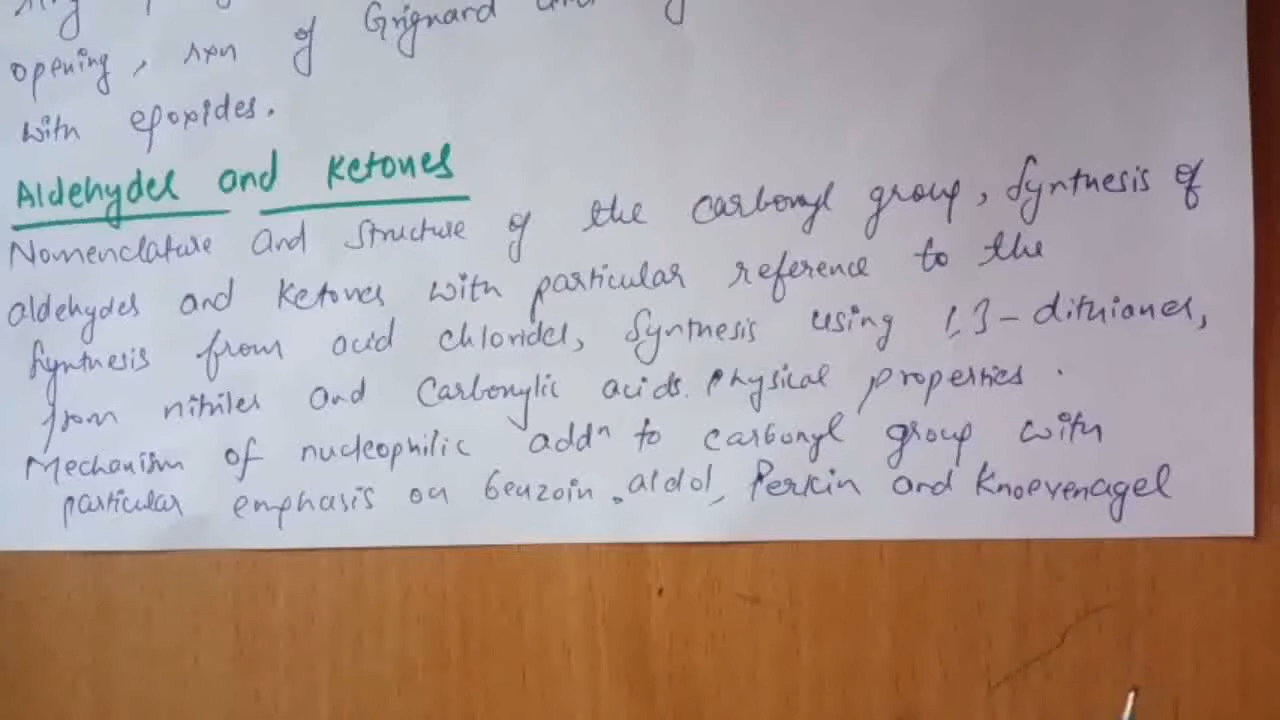 opening, rxn of Grignard and
with epoxides.
Aldehydes and Ketones
Nomenclature and Structure of the carbonyl group, Synthesis of
aldehydes and Ketones with particular reference to the
Synthesis from acid chlorides, Synthesis using 1,3-dithianes,
from nitriles and Carbonylic acids. Physical properties.
Mechanism of nucleophilic addn to carbonyl group with
particular emphasis on benzoin, aldol, Perkin and Knoevenagel